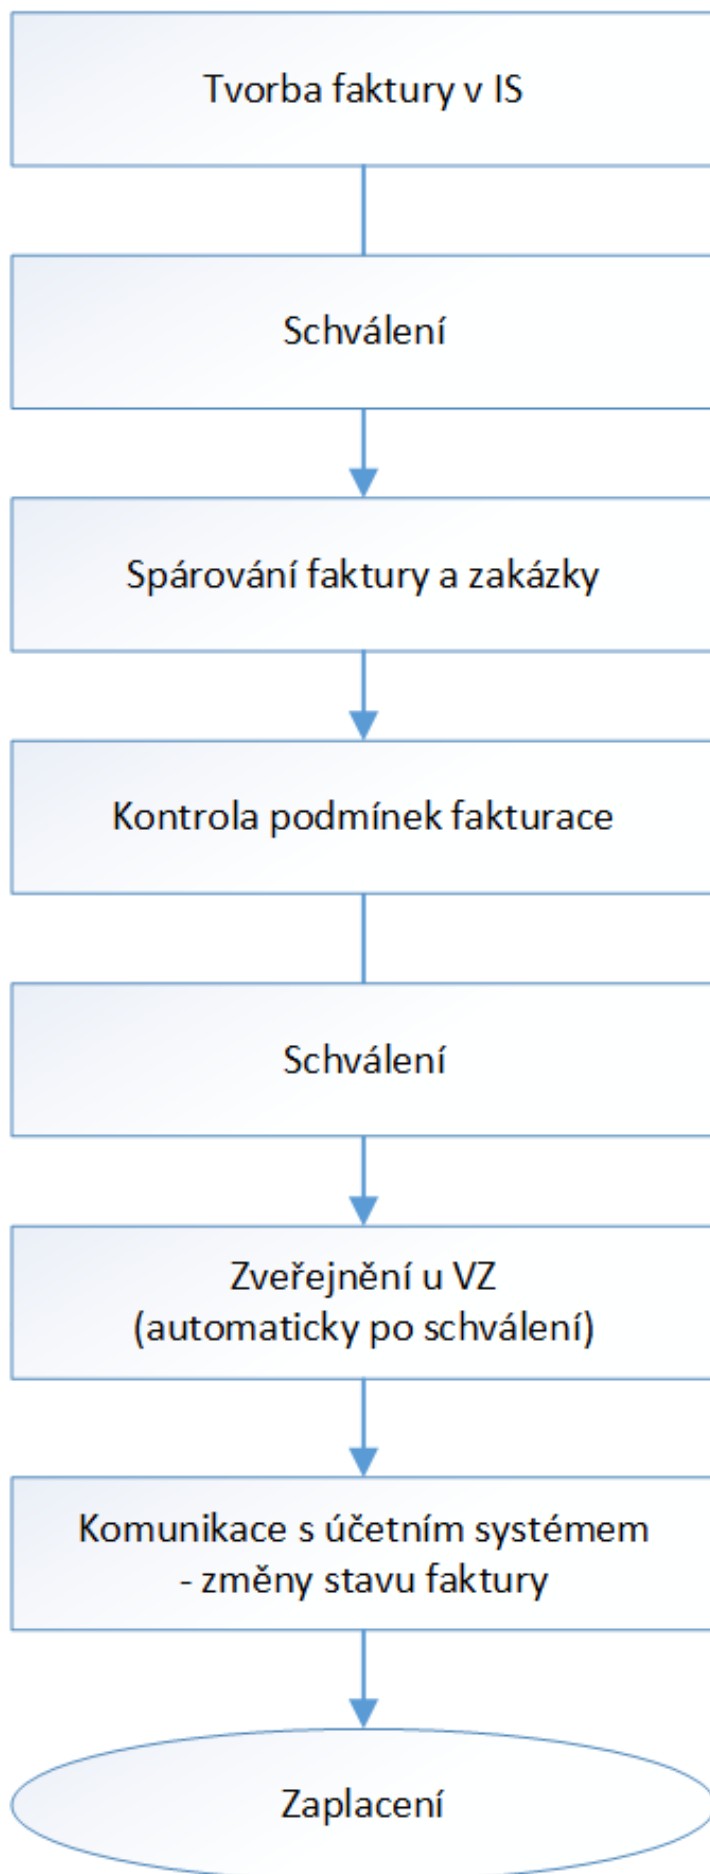 Tvorba faktury v IS
Schválení
Spárování faktury a zakázky
Kontrola podmínek fakturace
Schválení
Zveřejnění u VZ
(automaticky po schválení)
Komunikace s účetním systémem
- změny stavu faktury
Zaplacení